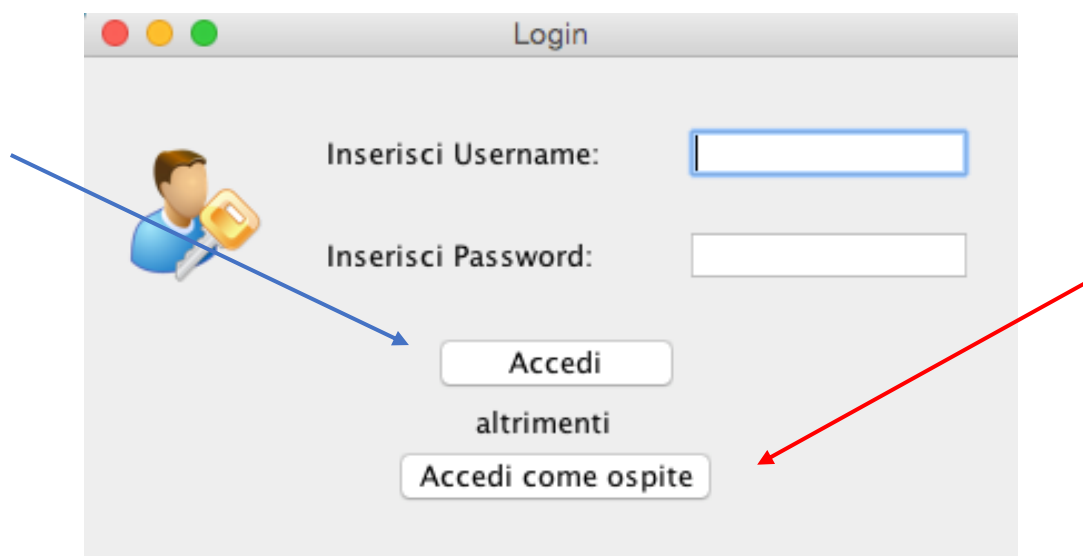 Login
Inserisci Username:
Inserisci Password:
Accedi
altrimenti
Accedi come ospite